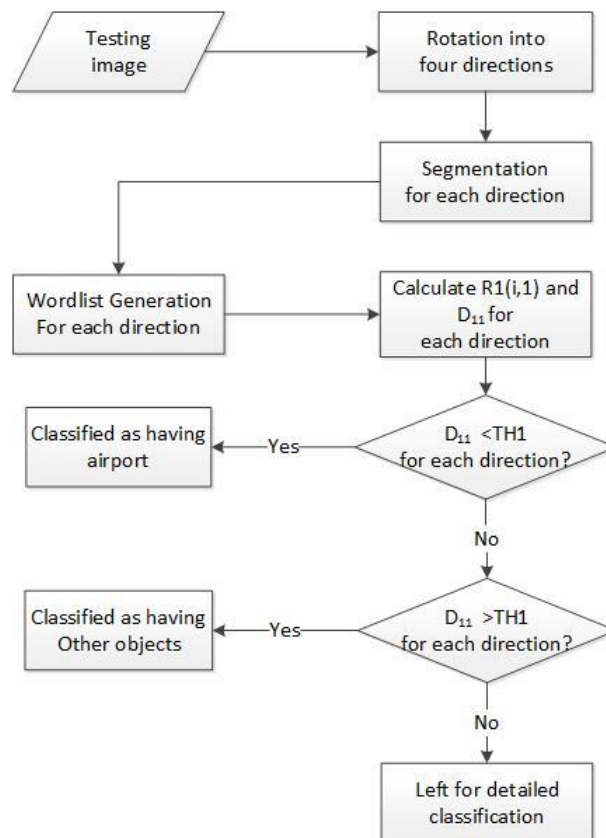 Testing
image
Rotation into
four directions
Segmentation
for each direction
Wordlist Generation
For each direction
Calculate R1(i,1) and
D₁₁ for
each direction
D₁₁ <TH1
for each direction?
Yes
Classified as having
airport
No
D₁₁ >TH1
for each direction?
Yes
Classified as having
Other objects
No
Left for detailed
classification